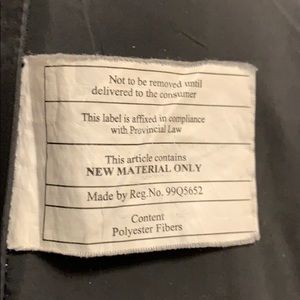 Not to be removed until
delivered to the consumer
This label is affixed in compliance
with Provincial Law
This article contains
NEW MATERIAL ONLY
Made by Reg.No. 99Q5652
Content
Polyester Fibers